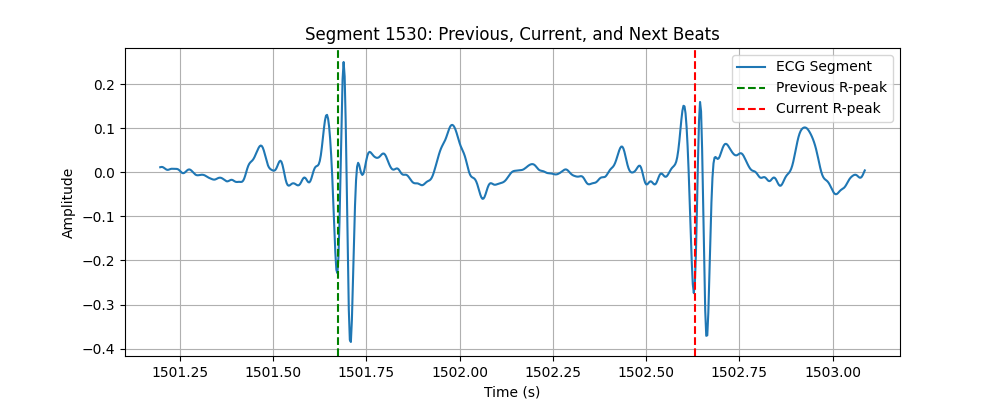 Segment 1530: Previous, Current, and Next Beats
ECG Segment
Previous R-peak
Current R-peak
Amplitude
0.2
0.1
0.0
−0.1
−0.2
−0.3
−0.4
1501.25 1501.50 1501.75 1502.00 1502.25 1502.50 1502.75 1503.00
Time (s)